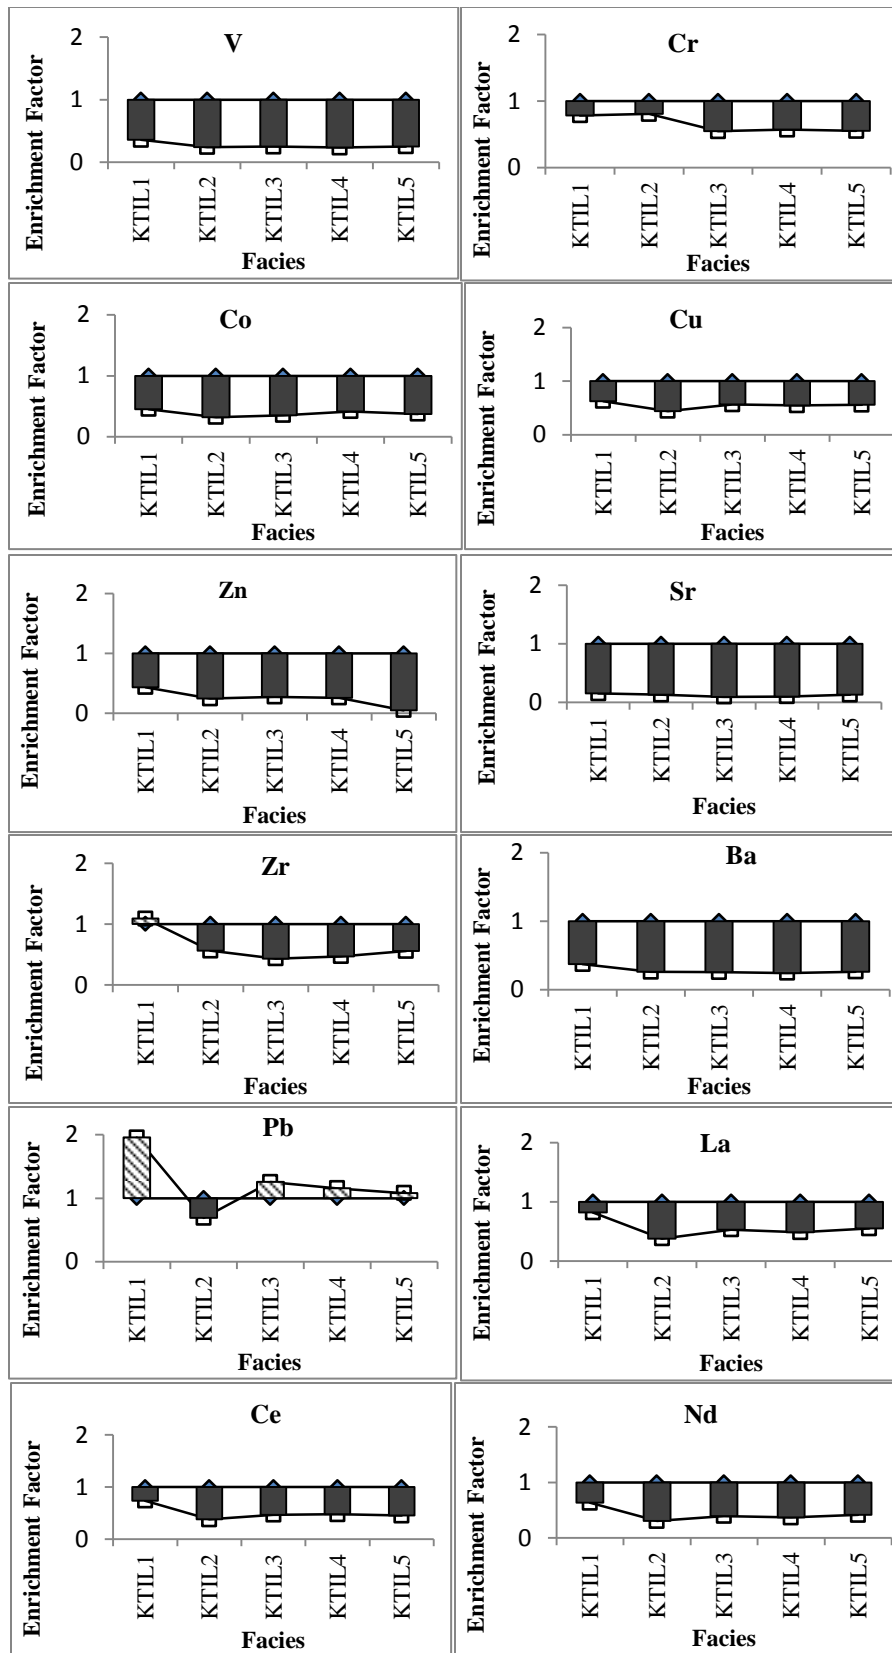 V
Enrichment Factor
2
1
0
KTIL1
KTIL2
KTIL3
KTIL4
KTIL5
Facies
Cr
Enrichment Factor
2
1
0
KTIL1
KTIL2
KTIL3
KTIL4
KTIL5
Facies
Co
Enrichment Factor
2
1
0
KTIL1
KTIL2
KTIL3
KTIL4
KTIL5
Facies
Cu
Enrichment Factor
2
1
0
KTIL1
KTIL2
KTIL3
KTIL4
KTIL5
Facies
Zn
Enrichment Factor
2
1
0
KTIL1
KTIL2
KTIL3
KTIL4
KTIL5
Facies
Sr
Enrichment Factor
2
1
0
KTIL1
KTIL2
KTIL3
KTIL4
KTIL5
Facies
Zr
Enrichment Factor
2
1
0
KTIL1
KTIL2
KTIL3
KTIL4
KTIL5
Facies
Ba
Enrichment Factor
2
1
0
KTIL1
KTIL2
KTIL3
KTIL4
KTIL5
Facies
Pb
Enrichment Factor
2
1
0
KTIL1
KTIL2
KTIL3
KTIL4
KTIL5
Facies
La
Enrichment Factor
2
1
0
KTIL1
KTIL2
KTIL3
KTIL4
KTIL5
Facies
Ce
Enrichment Factor
2
1
0
KTIL1
KTIL2
KTIL3
KTIL4
KTIL5
Facies
Nd
Enrichment Factor
2
1
0
KTIL1
KTIL2
KTIL3
KTIL4
KTIL5
Facies